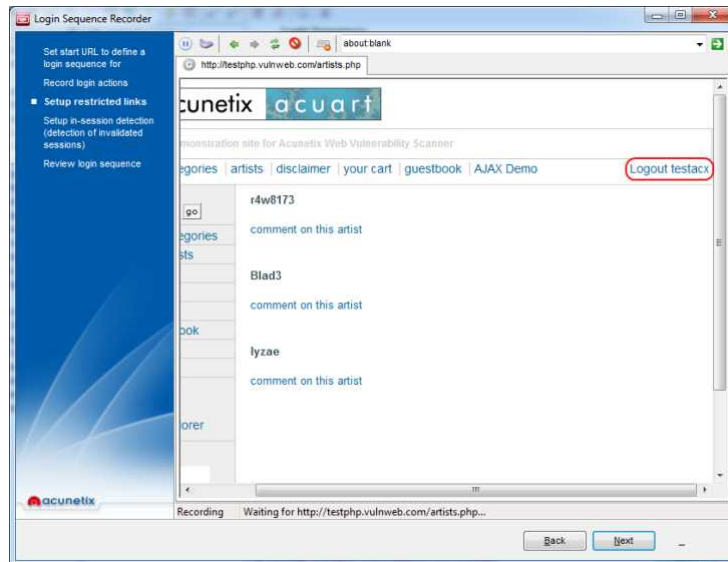 Login Sequence Recorder
Set start URL to define a
login sequence for
Record login actions
Setup restricted links
Setup in-session detection
(detection of invalidated
sessions)
Review login sequence
about:blank
http://testphp.vulnweb.com/artists.php
cunetix acuart
monstration site for Acunetix Web Vulnerability Scanner
egories | artists | disclaimer | your cart | guestbook | AJAX Demo
Logout testacx
go
egories
sts
ook
orer
r4w8173
comment on this artist
Blad3
comment on this artist
lyzae
comment on this artist
acunetix
Recording
Waiting for http://testphp.vulnweb.com/artists.php...
Back
Next